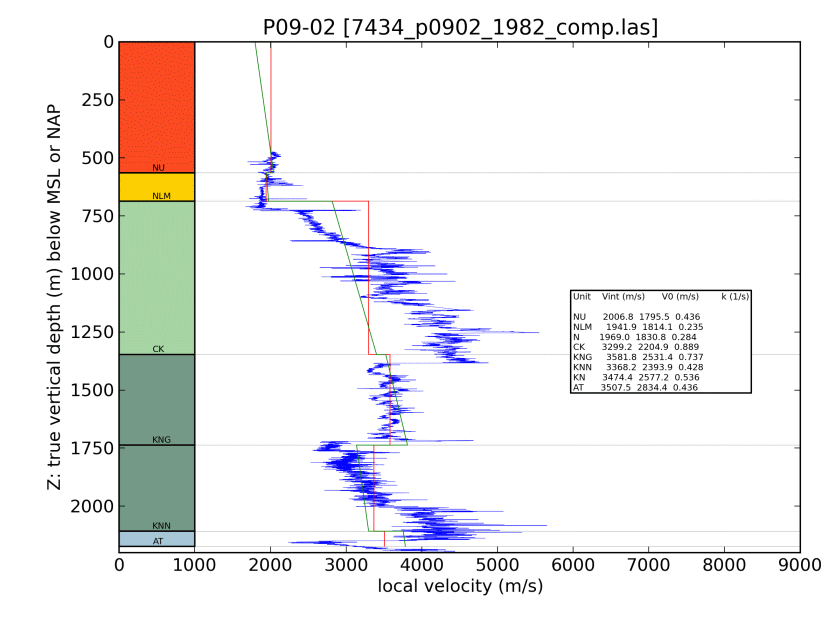 P09-02 [7434_p0902_1982_comp.las]
0
250
500
750
1000
1250
1500
1750
2000
Z: true vertical depth (m) below MSL or NAP
NU
NLM
CK
KNG
KNN
AT
Unit Vint (m/s) V0 (m/s) k (1/s)
NU 2006.8 1795.5 0.436
NLM 1941.9 1814.1 0.235
N 1969.0 1830.8 0.284
CK 3299.2 2204.9 0.889
KNG 3581.8 2531.4 0.737
KNN 3368.2 2393.9 0.428
KN 3474.4 2577.2 0.536
AT 3507.5 2834.4 0.436
0 1000 2000 3000 4000 5000 6000 7000 8000 9000
local velocity (m/s)